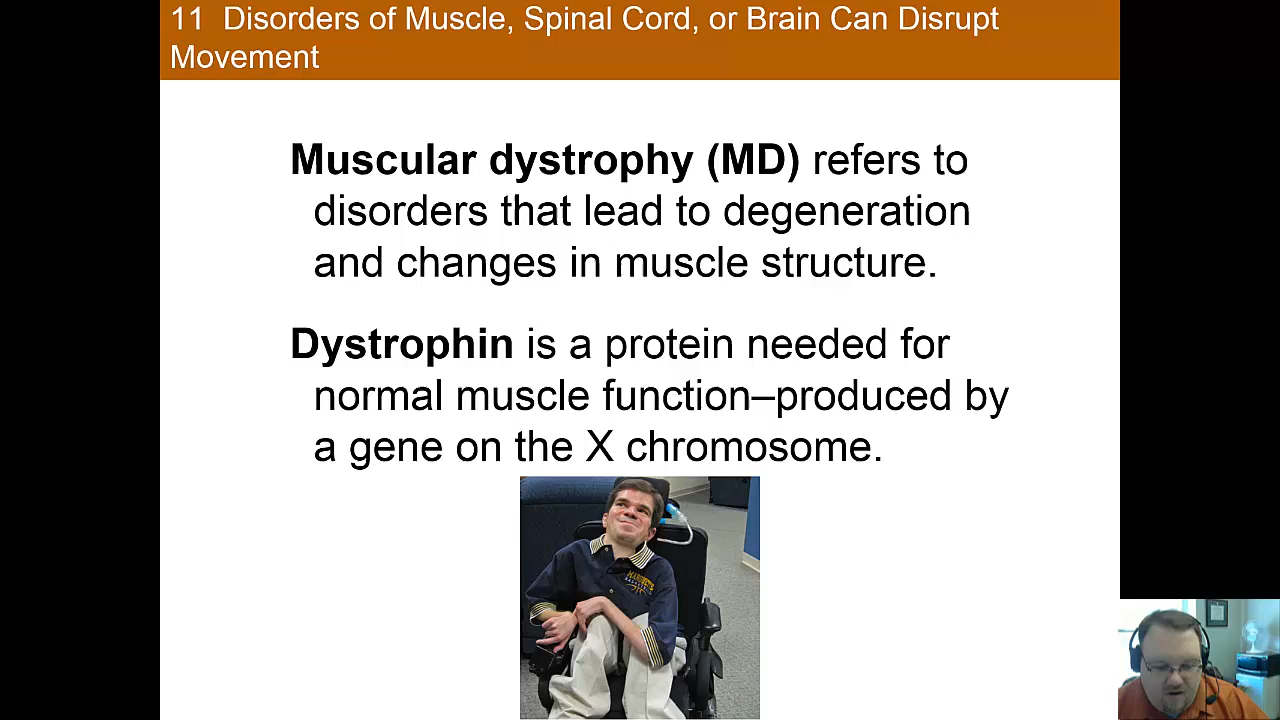 11 Disorders of Muscle, Spinal Cord, or Brain Can Disrupt
Movement
Muscular dystrophy (MD) refers to
disorders that lead to degeneration
and changes in muscle structure.
Dystrophin is a protein needed for
normal muscle function–produced by
a gene on the X chromosome.